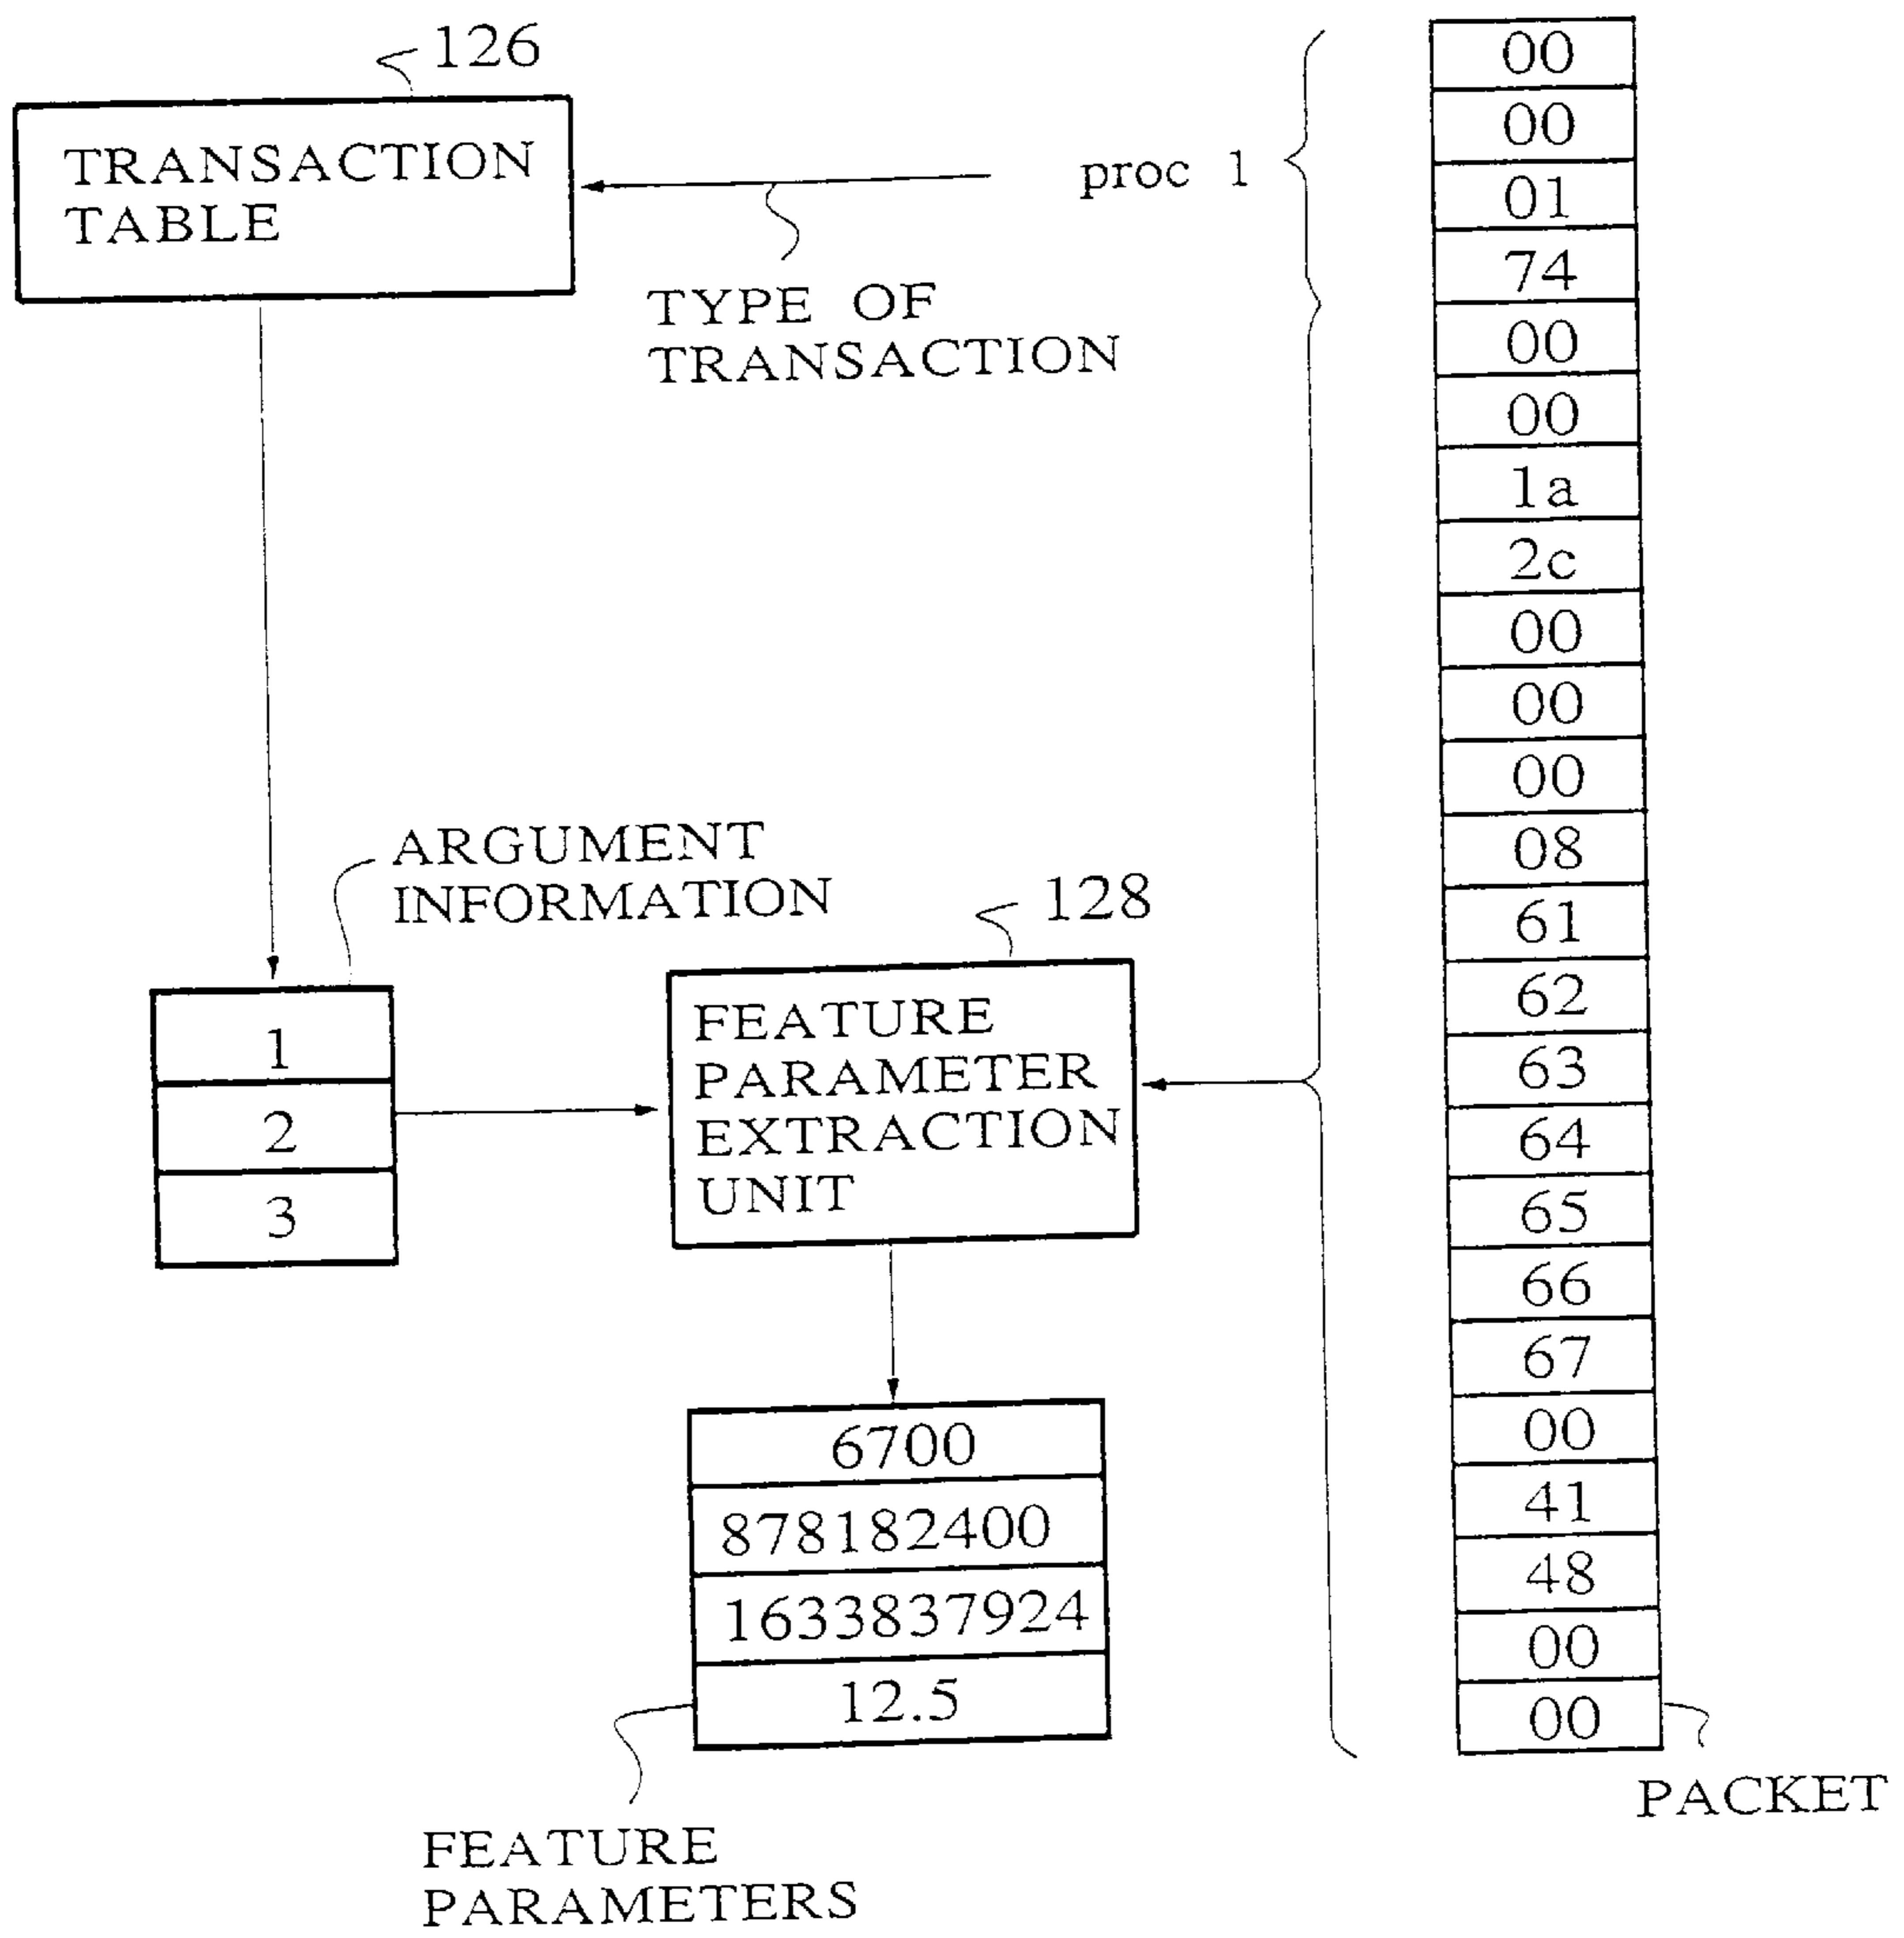 126
TRANSACTION
TABLE
proc 1
TYPE OF
TRANSACTION
ARGUMENT
INFORMATION
1
2
3
128
FEATURE
PARAMETER
EXTRACTION
UNIT
6700
878182400
1633837924
12.5
FEATURE
PARAMETERS
00
00
01
74
00
00
1a
2c
00
00
00
08
61
62
63
64
65
66
67
00
41
48
00
00
PACKET